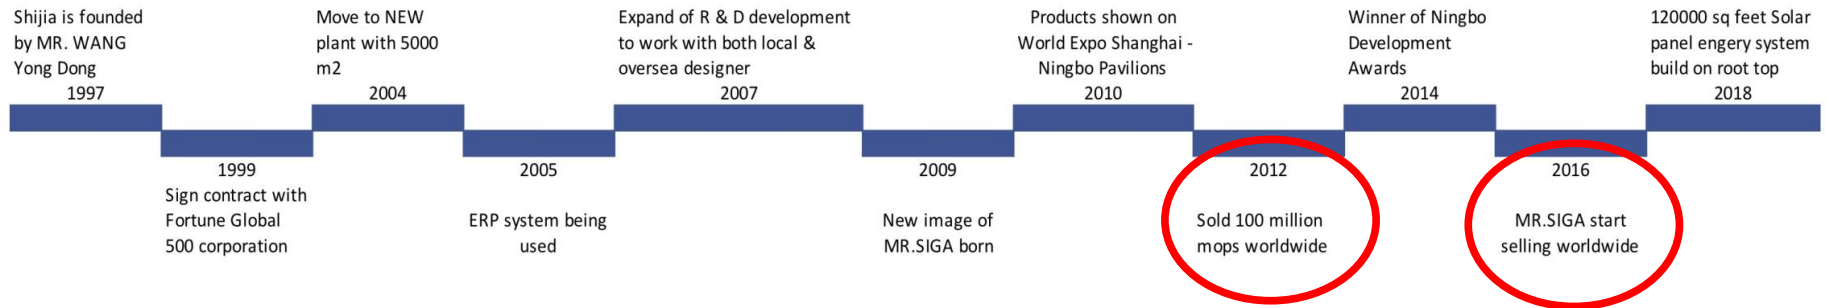 Shijia is founded
by MR. WANG
Yong Dong
1997
Sign contract with
Fortune Global
500 corporation
1999
Move to NEW
plant with 5000
m2
2004
2005
ERP system being
used
Expand of R & D development
to work with both local &
oversea designer
2007
2009
New image of
MR.SIGA born
Products shown on
World Expo Shanghai -
Ningbo Pavilions
2010
2012
Sold 100 million
mops worldwide
Winner of Ningbo
Development
Awards
2014
2016
MR.SIGA start
selling worldwide
120000 sq feet Solar
panel engery system
build on root top
2018